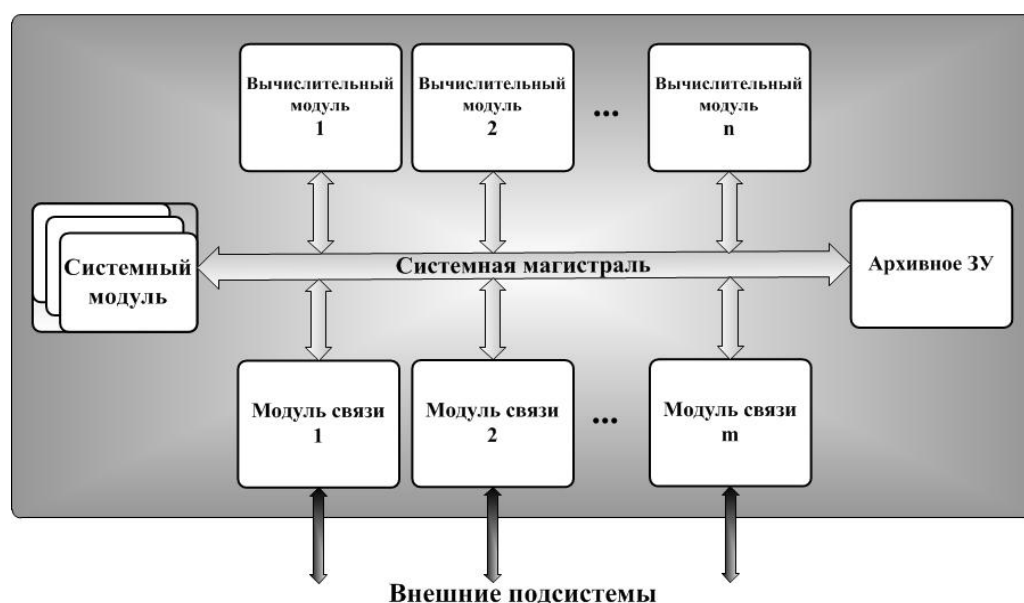 Вычислительный
модуль
1
Вычислительный
модуль
2
...
Вычислительный
модуль
n
Системный
модуль
Системная магистраль
Архивное ЗУ
Модуль связи
1
Модуль связи
2
...
Модуль связи
m
Внешние подсистемы